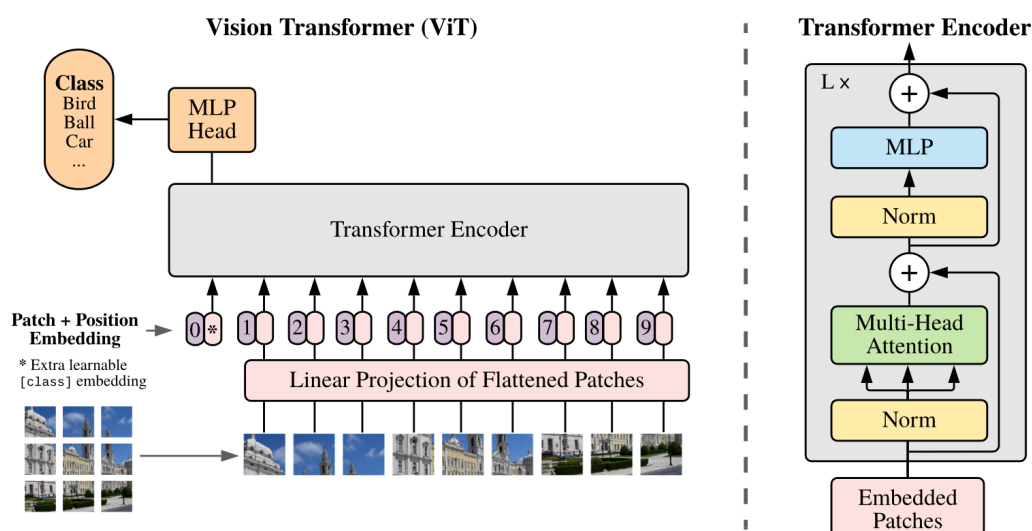 Vision Transformer (ViT)
Class
Bird
Ball
Car
...
MLP
Head
Transformer Encoder
Patch + Position
Embedding
0 * 1 2 3 4 5 6 7 8 9
* Extra learnable
[class] embedding
Linear Projection of Flattened Patches
Transformer Encoder
L x
+
MLP
Norm
+
Multi-Head
Attention
Norm
Embedded
Patches